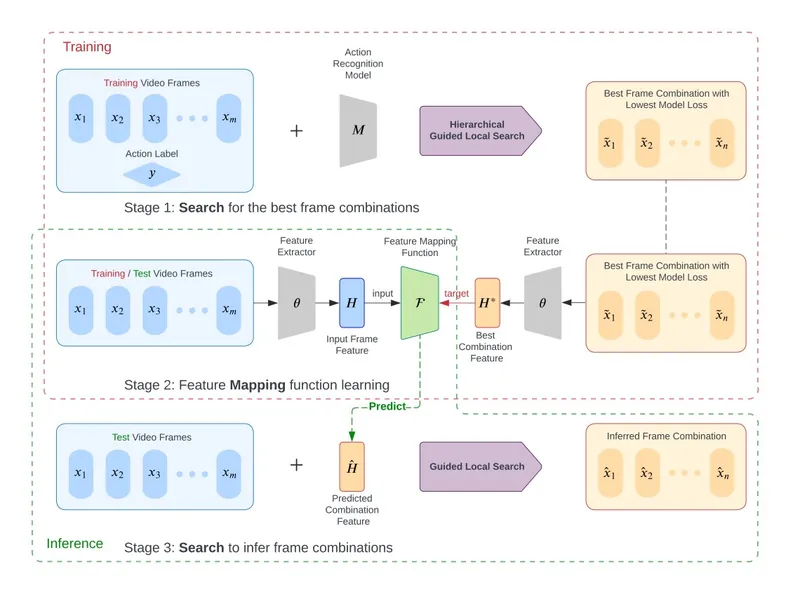 Training
Training Video Frames
x1 x2 x3 xm
Action Label
y
+
Action
Recognition
Model
M
Hierarchical
Guided Local Search
Best Frame Combination with
Lowest Model Loss
x̃1 x̃2 x̃n
Stage 1: Search for the best frame combinations
Training / Test Video Frames
x1 x2 x3 xm
Feature
Extractor
θ
H
Input Frame
Feature
input
Feature Mapping
Function
F
target
H*
Best
Combination
Feature
Feature
Extractor
θ
Best Frame Combination with
Lowest Model Loss
x̃1 x̃2 x̃n
Stage 2: Feature Mapping function learning
Predict
Test Video Frames
x1 x2 x3 xm
+
Ĥ
Predicted
Combination
Feature
Guided Local Search
Inferred Frame Combination
x̂1 x̂2 x̂n
Inference
Stage 3: Search to infer frame combinations